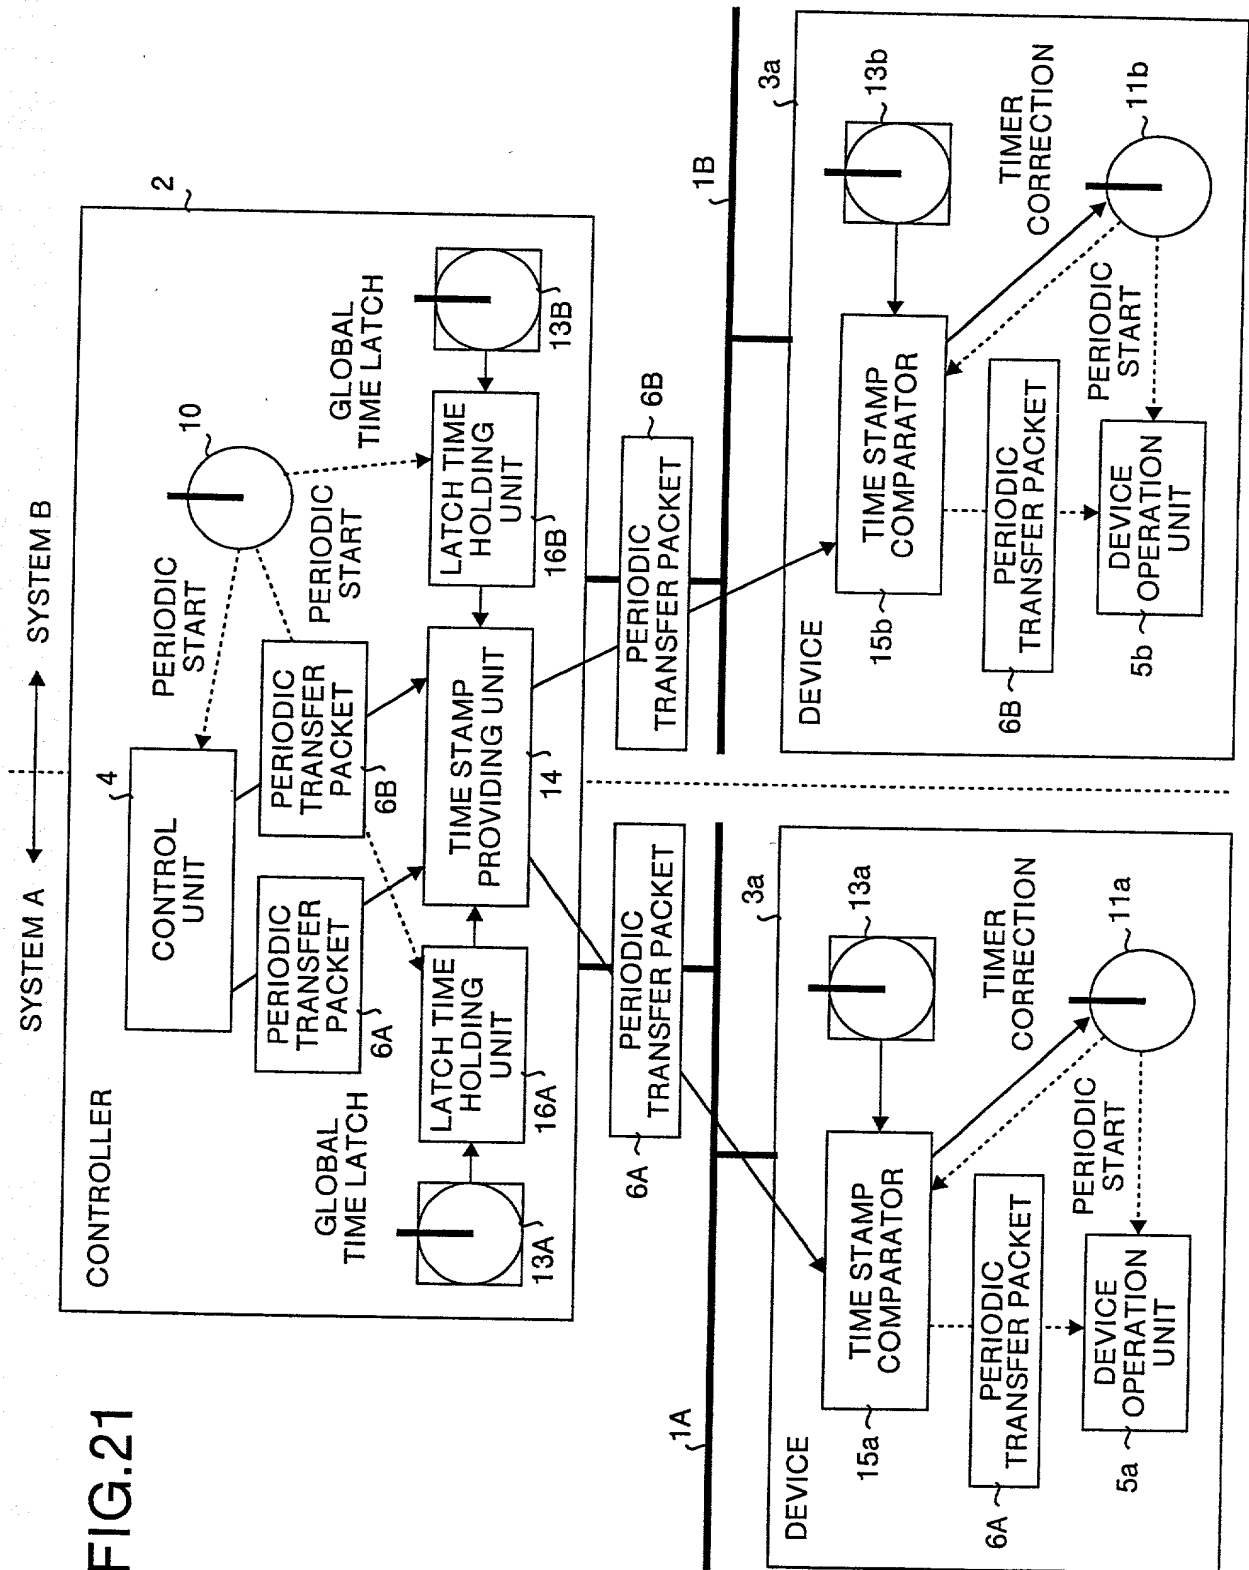 FIG.21
SYSTEM A
SYSTEM B
CONTROLLER
2
4
CONTROL
UNIT
PERIODIC
START
10
PERIODIC
TRANSFER
PACKET
6A
PERIODIC
TRANSFER
PACKET
6B
PERIODIC
START
GLOBAL
TIME LATCH
GLOBAL
TIME LATCH
13A
LATCH TIME
HOLDING
UNIT
16A
TIME STAMP
PROVIDING UNIT
14
LATCH TIME
HOLDING
UNIT
16B
13B
6A
PERIODIC
TRANSFER PACKET
PERIODIC
TRANSFER PACKET
6B
1A
1B
DEVICE
3a
15a
TIME STAMP
COMPARATOR
13a
TIMER
CORRECTION
6A
PERIODIC
TRANSFER PACKET
PERIODIC
START
11a
5a
DEVICE
OPERATION
UNIT
DEVICE
3a
15b
TIME STAMP
COMPARATOR
13b
TIMER
CORRECTION
6B
PERIODIC
TRANSFER PACKET
PERIODIC
START
11b
5b
DEVICE
OPERATION
UNIT